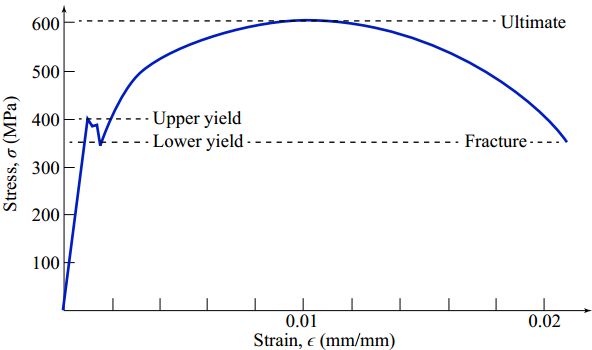 600
Ultimate
500
400
Upper yield
Lower yield
Fracture
300
200
100
Stress, σ (MPa)
0.01
0.02
Strain, ϵ (mm/mm)